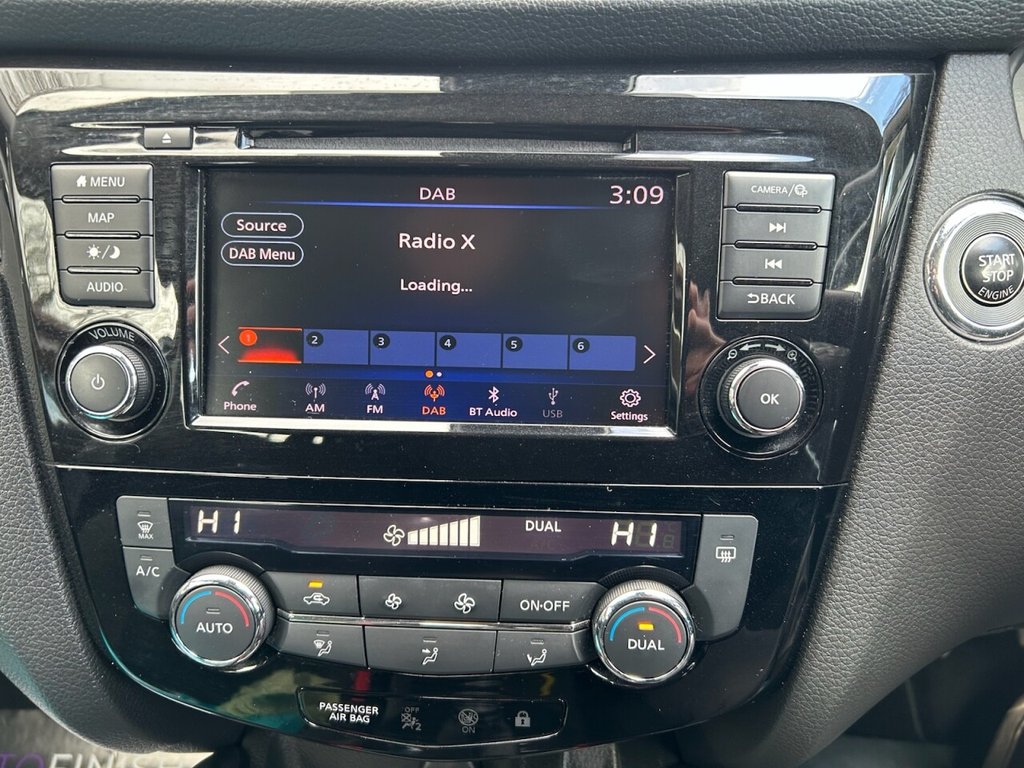 MENU
MAP
AUDIO
VOLUME
DAB 3:09
Source
DAB Menu
Radio X
Loading...
1 2 3 4 5 6
Phone AM FM DAB BT Audio USB Settings
CAMERA/
BACK
OK
START
STOP
ENGINE
HI DUAL HI
MAX
A/C
AUTO
ON·OFF
DUAL
PASSENGER
AIR BAG
OFF
2
ON